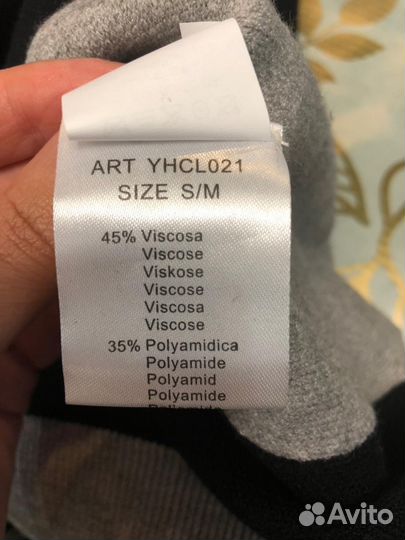 ART YHCL021
SIZE S/M
45% Viscosa
Viscose
Viskose
Viscose
Viscosa
Viscose
35% Polyamidica
Polyamide
Polyamid
Polyamide
Avito